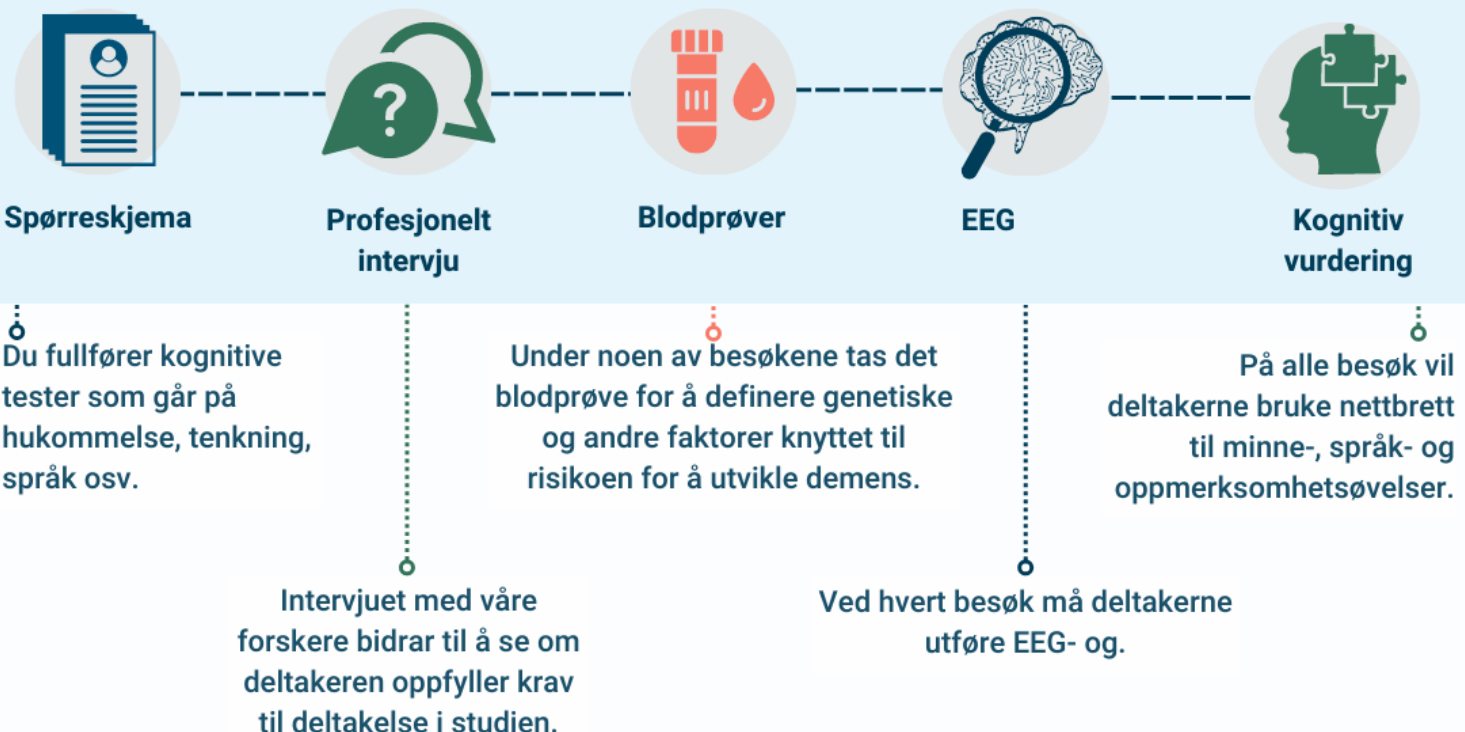 Spørreskjema
Profesjonelt
intervju
Blodprøver
EEG
Kognitiv
vurdering
Du fullfører kognitive
tester som går på
hukommelse, tenkning,
språk osv.
Intervjuet med våre
forskere bidrar til å se om
deltakeren oppfyller krav
til deltakelse i studien.
Under noen av besøkene tas det
blodprøve for å definere genetiske
og andre faktorer knyttet til
risikoen for å utvikle demens.
Ved hvert besøk må deltakerne
utføre EEG- og.
På alle besøk vil
deltakerne bruke nettbrett
til minne-, språk- og
oppmerksomhetsøvelser.